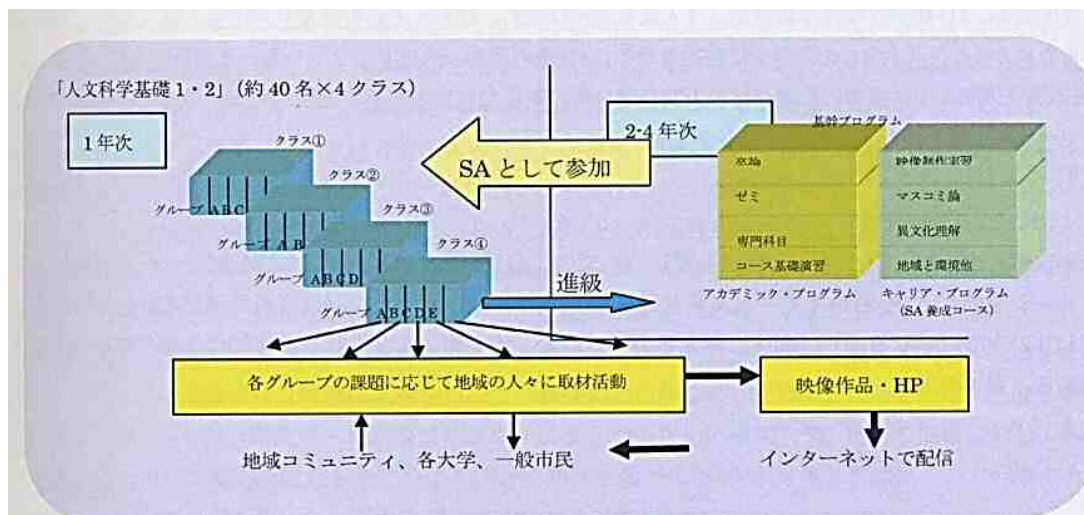 「人文科学基礎1・2」(約40名×4クラス)
1年次
クラス①
クラス②
クラス③
クラス④
グループ ABC
グループ A B
グループ ABCD
グループ ABCDE
SAとして参加
2-4年次
基幹プログラム
卒論
ゼミ
専門科目
コース基礎演習
アカデミック・プログラム
映像制作実習
マスコミ論
異文化理解
地域と環境他
キャリア・プログラム
(SA養成コース)
進級
各グループの課題に応じて地域の人々に取材活動
映像作品・HP
地域コミュニティ、各大学、一般市民
インターネットで配信